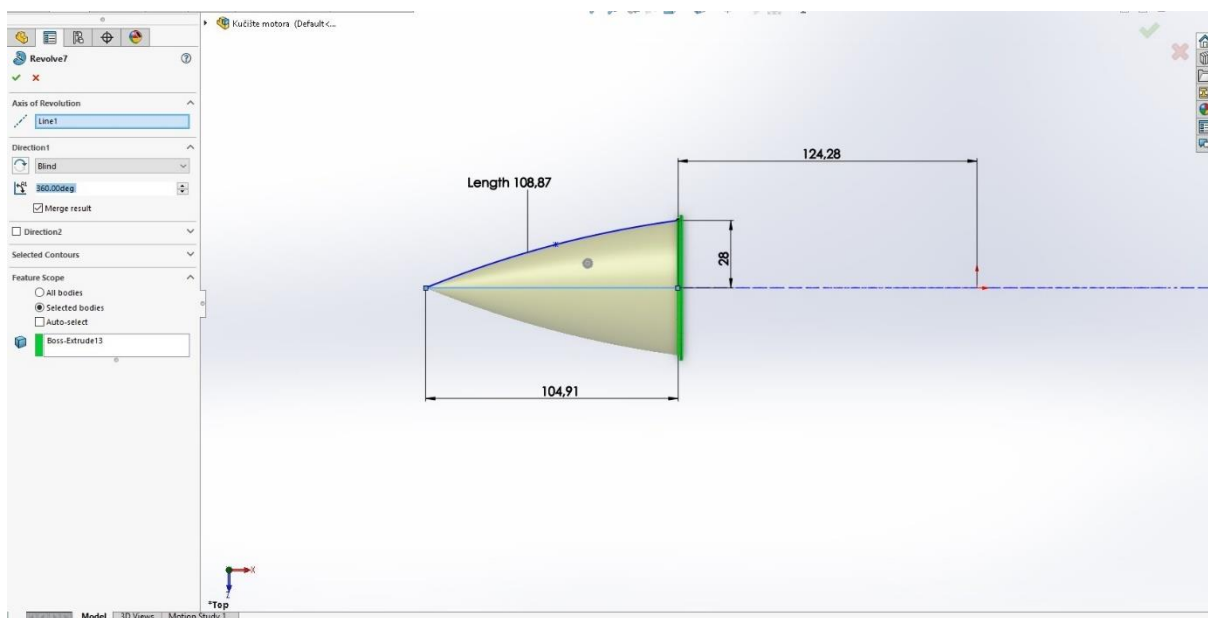 Kučište motora (Default<...
Revolve7
Axis of Revolution
Line1
Direction1
Blind
360.00deg
Merge result
Direction2
Selected Contours
Feature Scope
All bodies
Selected bodies
Auto-select
Boss-Extrude13
124,28
Length 108,87
28
104,91
X
Z
*Top
Model
3D Views
Motion Study 1